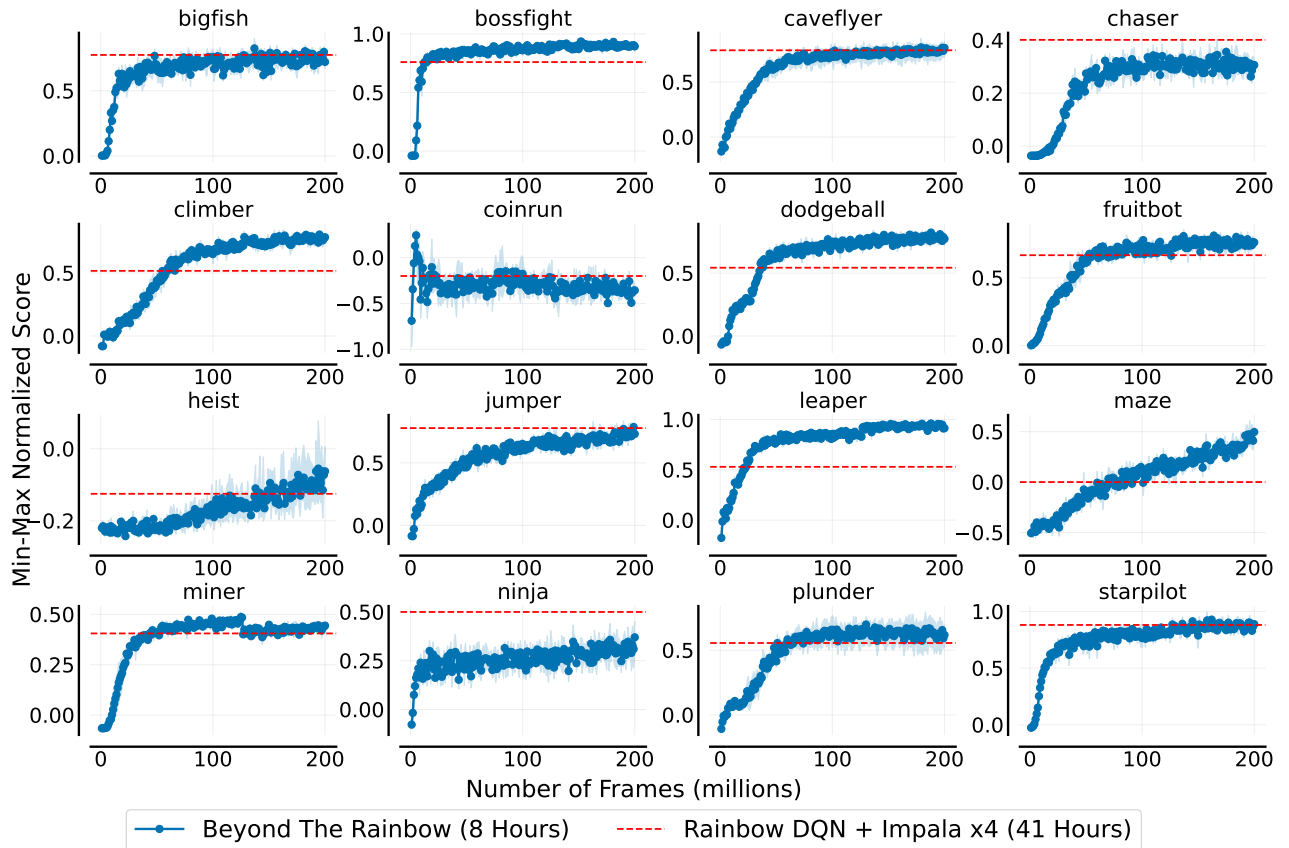 bigfish bossfight caveflyer chaser
0.5 0.0 1.0 0.5 0.0 0.5 0.0 0.4 0.2 0.0
0 100 200 0 100 200 0 100 200 0 100 200
climber coinrun dodgeball fruitbot
0.5 0.0 0.0 −0.5 −1.0 0.5 0.0 0.5 0.0
0 100 200 0 100 200 0 100 200 0 100 200
heist jumper leaper maze
0.0 −0.2 0.5 0.0 1.0 0.5 0.0 0.5 0.0 −0.5
0 100 200 0 100 200 0 100 200 0 100 200
miner ninja plunder starpilot
0.50 0.25 0.00 0.50 0.25 0.00 0.5 0.0 1.0 0.5 0.0
0 100 200 0 100 200 0 100 200 0 100 200
Min-Max Normalized Score
Number of Frames (millions)
Beyond The Rainbow (8 Hours) Rainbow DQN + Impala x4 (41 Hours)